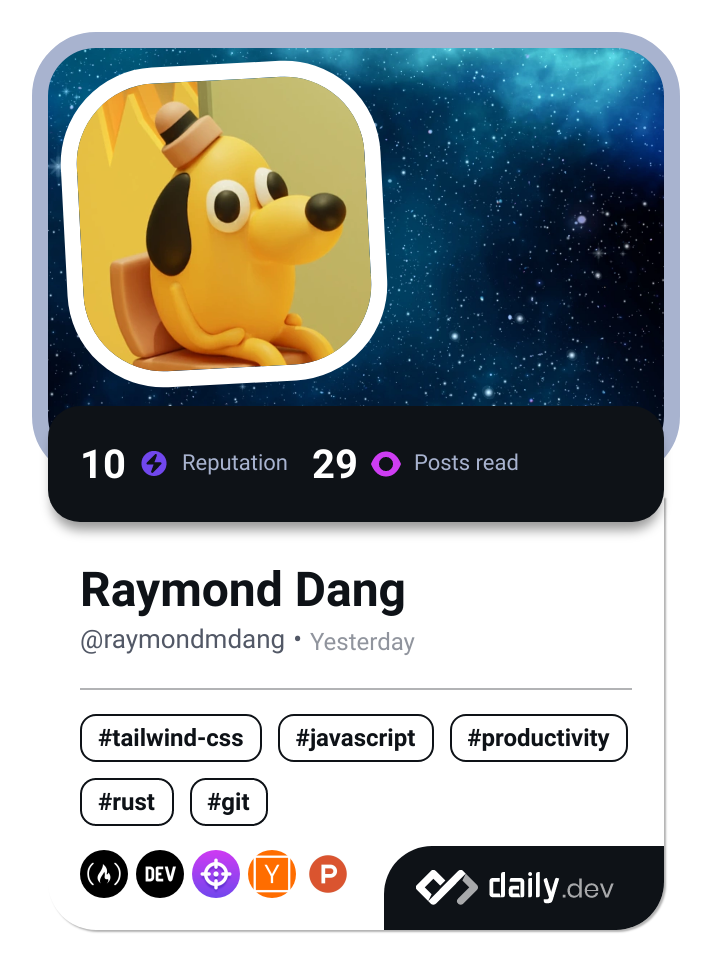 10 Reputation 29 Posts read
Raymond Dang
@raymondmdang • Yesterday
#tailwind-css #javascript #productivity
#rust #git
DEV Y P daily.dev